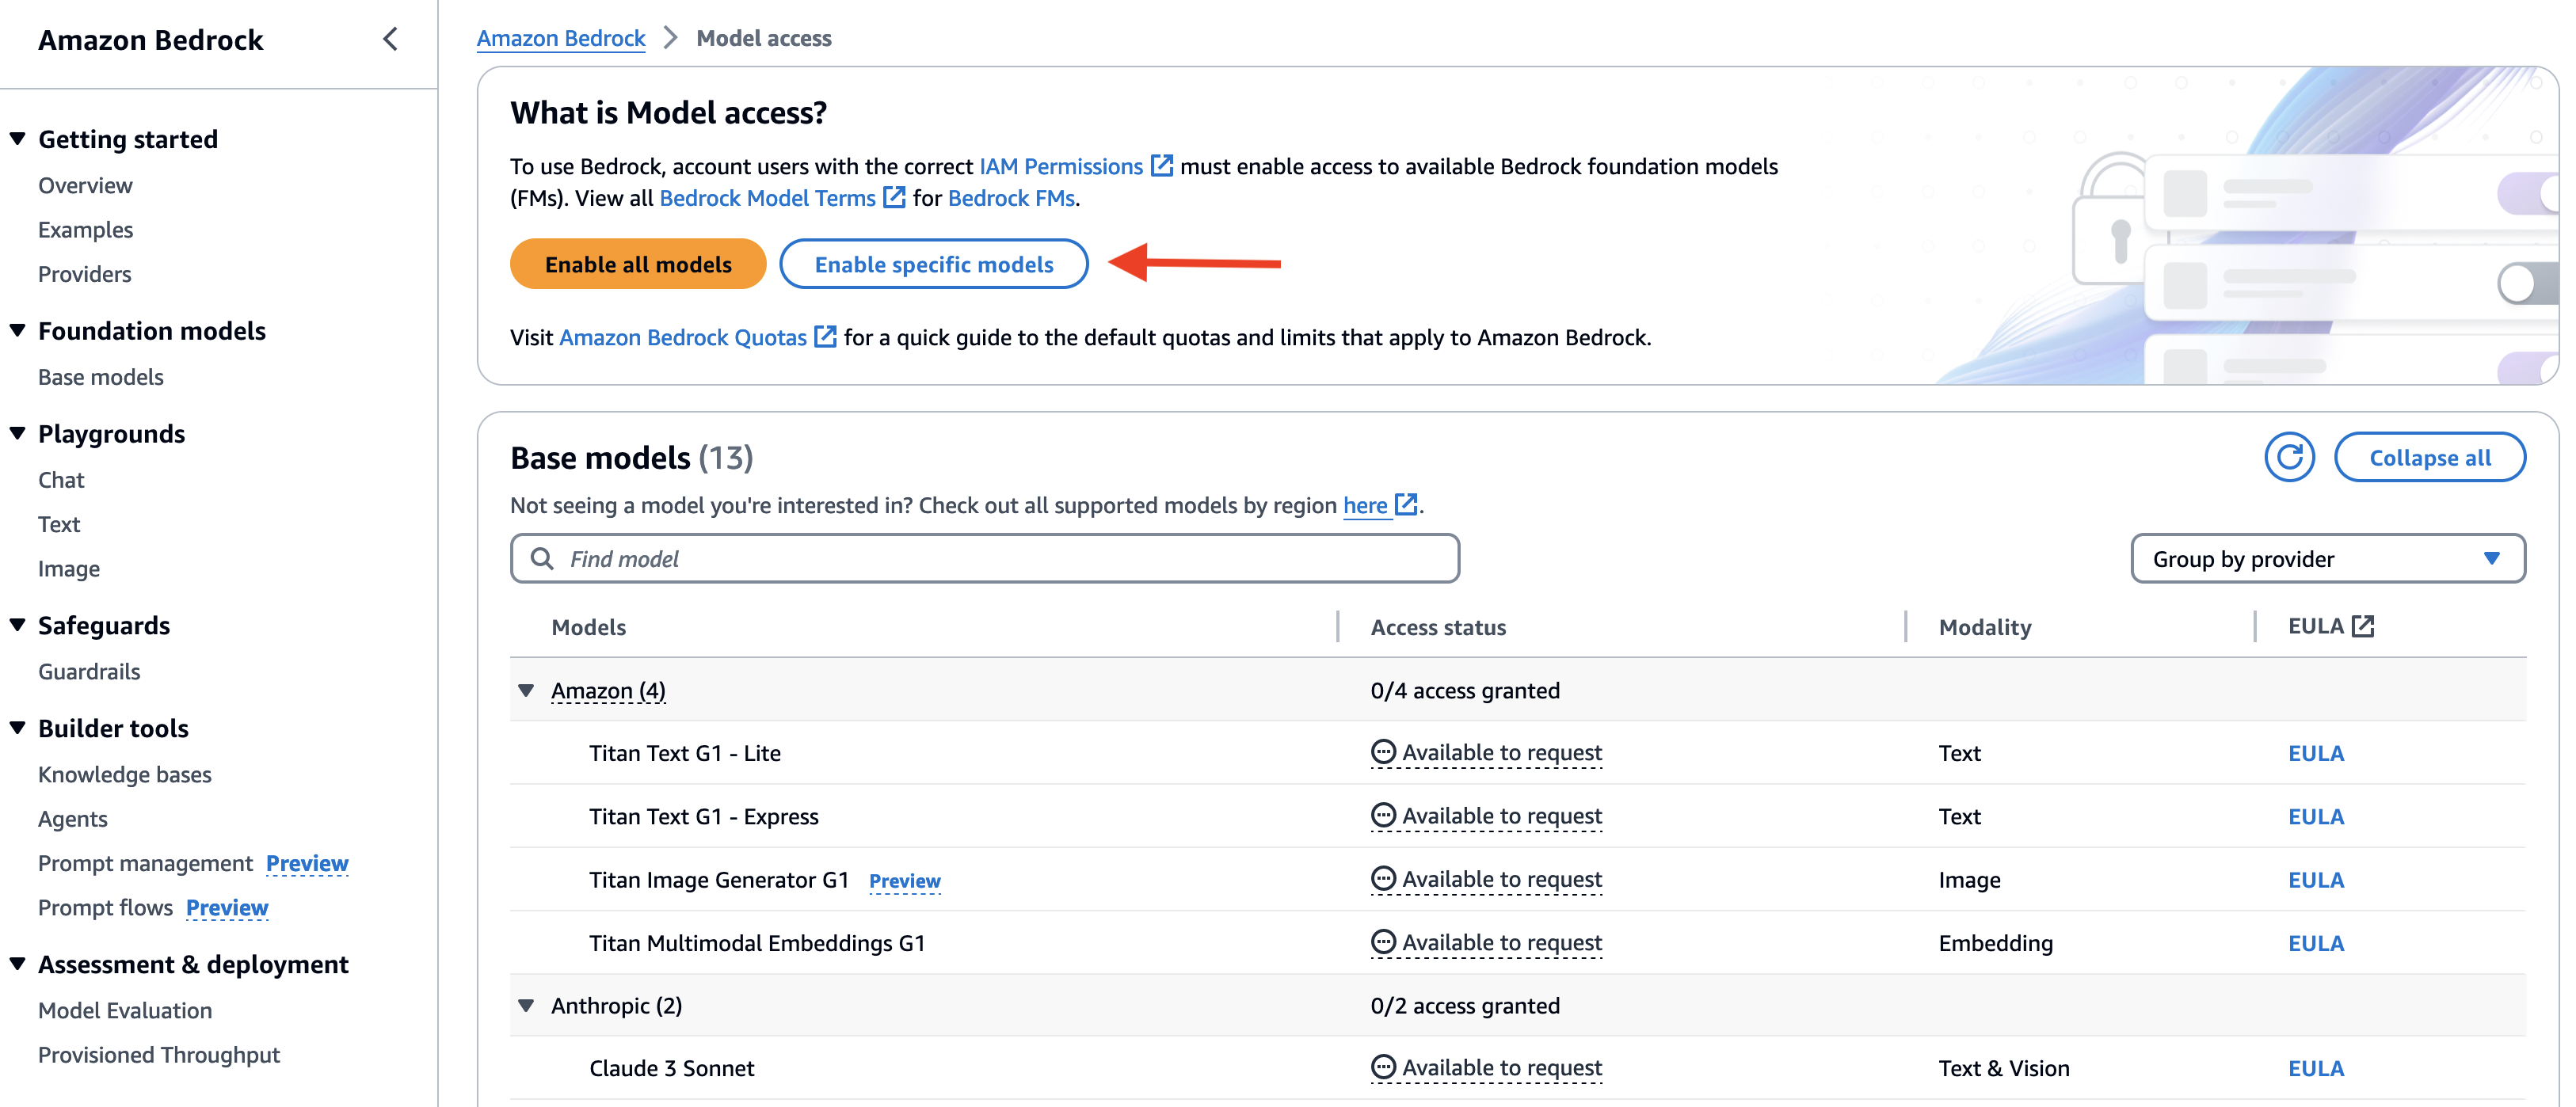 Amazon Bedrock
Getting started
Overview
Examples
Providers
Foundation models
Base models
Playgrounds
Chat
Text
Image
Safeguards
Guardrails
Builder tools
Knowledge bases
Agents
Prompt management Preview
Prompt flows Preview
Assessment & deployment
Model Evaluation
Provisioned Throughput
Amazon Bedrock Model access
What is Model access?
To use Bedrock, account users with the correct IAM Permissions must enable access to available Bedrock foundation models
(FMs). View all Bedrock Model Terms for Bedrock FMs.
Enable all models Enable specific models
Visit Amazon Bedrock Quotas for a quick guide to the default quotas and limits that apply to Amazon Bedrock.
Base models (13)
Collapse all
Not seeing a model you're interested in? Check out all supported models by region here.
Find model
Group by provider
Models Access status Modality EULA
Amazon (4) 0/4 access granted
Titan Text G1 - Lite Available to request Text EULA
Titan Text G1 - Express Available to request Text EULA
Titan Image Generator G1 Preview Available to request Image EULA
Titan Multimodal Embeddings G1 Available to request Embedding EULA
Anthropic (2) 0/2 access granted
Claude 3 Sonnet Available to request Text & Vision EULA